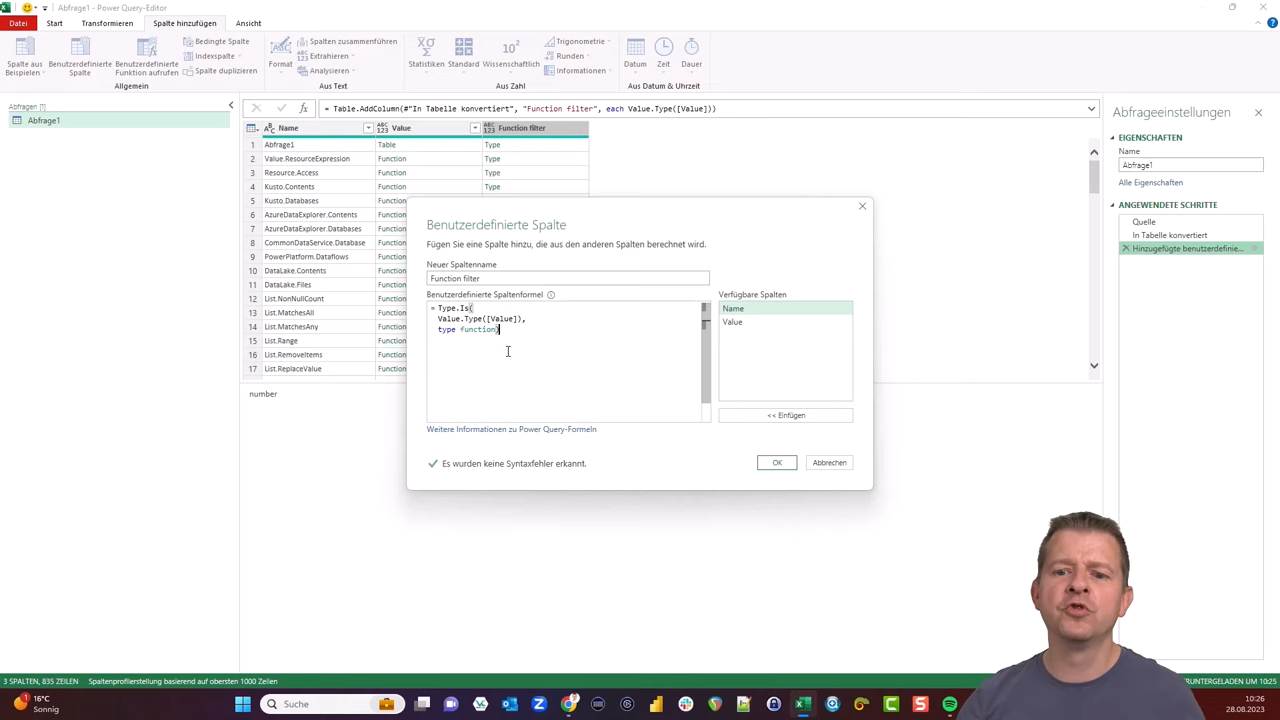 Abfrage1 - Power Query-Editor
Datei
Start
Transformieren
Spalte hinzufügen
Ansicht
Spalte aus
Beispielen
Benutzerdefinierte
Spalte
Benutzerdefinierte
Funktion aufrufen
Bedingte Spalte
Indexspalte
Spalte duplizieren
Allgemein
Format
Spalten zusammenführen
Extrahieren
Analysieren
Aus Text
Statistiken
Standard
10²
Wissenschaftlich
Trigonometrie
Runden
Informationen
Aus Zahl
Datum
Zeit
Dauer
Aus Datum & Uhrzeit
Abfragen [1]
Abfrage1
= Table.AddColumn(#"In Tabelle konvertiert", "Function filter", each Value.Type([Value]))
Name
ABC
123
Value
ABC
123
Function filter
1 Abfrage1 Table Type
2 Value.ResourceExpression Function Type
3 Resource.Access Function Type
4 Kusto.Contents Function Type
5 Kusto.Databases Function
6 AzureDataExplorer.Contents Function
7 AzureDataExplorer.Databases Function
8 CommonDataService.Database Function
9 PowerPlatform.Dataflows Function
10 DataLake.Contents Function
11 DataLake.Files Function
12 List.NonNullCount Function
13 List.MatchesAll Function
14 List.MatchesAny Function
15 List.Range Function
16 List.RemoveItems Function
17 List.ReplaceValue Function
number
Benutzerdefinierte Spalte
Fügen Sie eine Spalte hinzu, die aus den anderen Spalten berechnet wird.
Neuer Spaltenname
Function filter
Benutzerdefinierte Spaltenformel
= Type.Is(
Value.Type([Value]),
type function)
Verfügbare Spalten
Name
Value
<< Einfügen
Weitere Informationen zu Power Query-Formeln
Es wurden keine Syntaxfehler erkannt.
OK
Abbrechen
Abfrageeinstellungen
EIGENSCHAFTEN
Name
Abfrage1
Alle Eigenschaften
ANGEWENDETE SCHRITTE
Quelle
In Tabelle konvertiert
Hinzugefügte benutzerdefinie...
3 SPALTEN, 835 ZEILEN
Spaltenprofilerstellung basierend auf obersten 1000 Zeilen
RUNTERGELADEN UM 10:25
16°C
Sonnig
Suche
10:26
28.08.2023